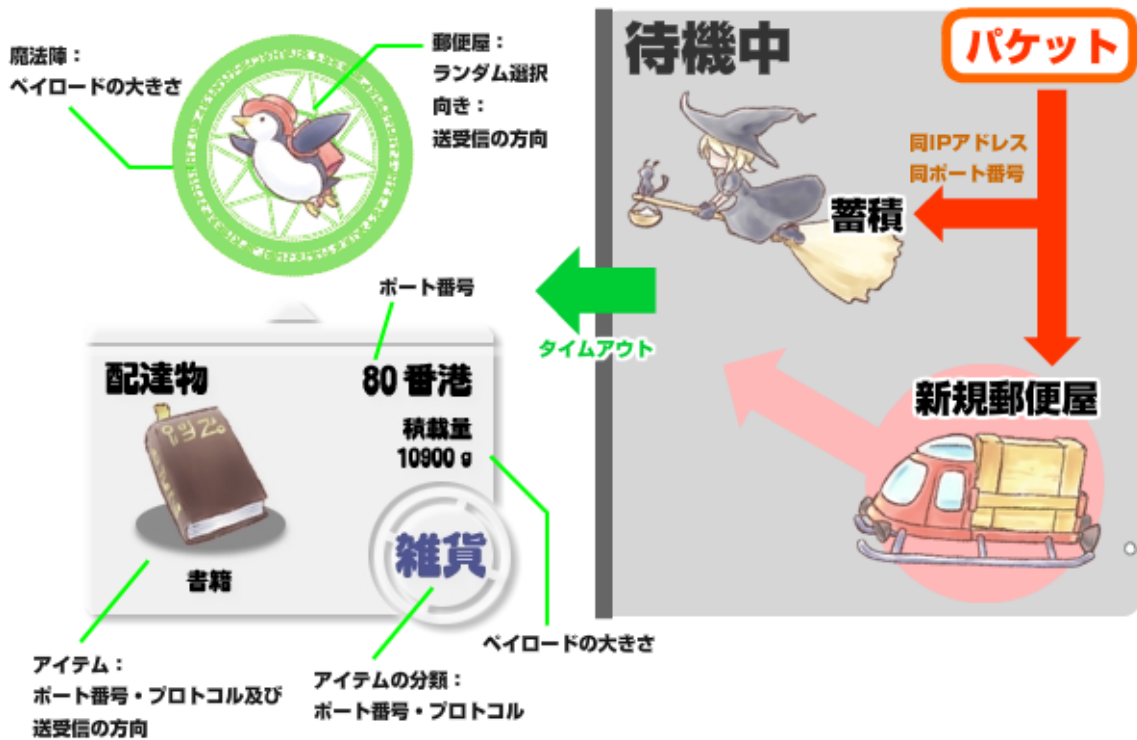 魔法陣：
ペイロードの大きさ
郵便屋：
ランダム選択
向き：
送受信の方向
待機中
パケット
同IPアドレス
同ポート番号
蓄積
タイムアウト
新規郵便屋
ポート番号
配達物
80番港
積載量
10900 g
雑貨
書籍
ペイロードの大きさ
アイテム：
ポート番号・プロトコル及び
送受信の方向
アイテムの分類：
ポート番号・プロトコル